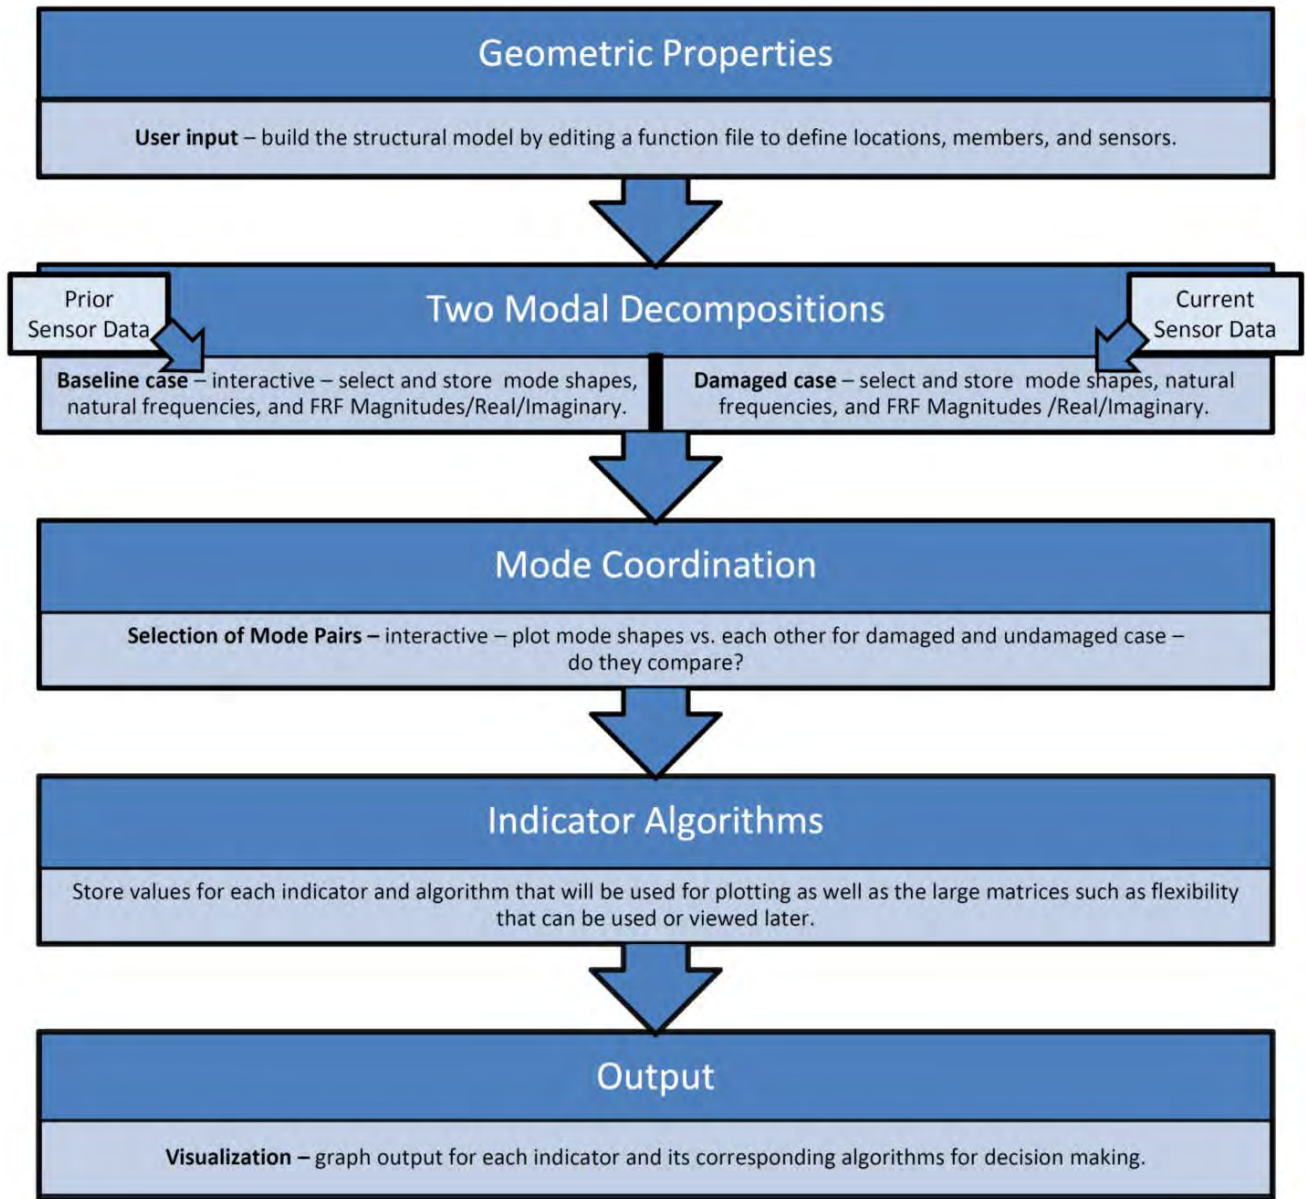 Geometric Properties
User input – build the structural model by editing a function file to define locations, members, and sensors.
Prior
Sensor Data
Two Modal Decompositions
Current
Sensor Data
Baseline case – interactive – select and store mode shapes,
natural frequencies, and FRF Magnitudes/Real/Imaginary.
Damaged case – select and store mode shapes, natural
frequencies, and FRF Magnitudes /Real/Imaginary.
Mode Coordination
Selection of Mode Pairs – interactive – plot mode shapes vs. each other for damaged and undamaged case –
do they compare?
Indicator Algorithms
Store values for each indicator and algorithm that will be used for plotting as well as the large matrices such as flexibility
that can be used or viewed later.
Output
Visualization – graph output for each indicator and its corresponding algorithms for decision making.